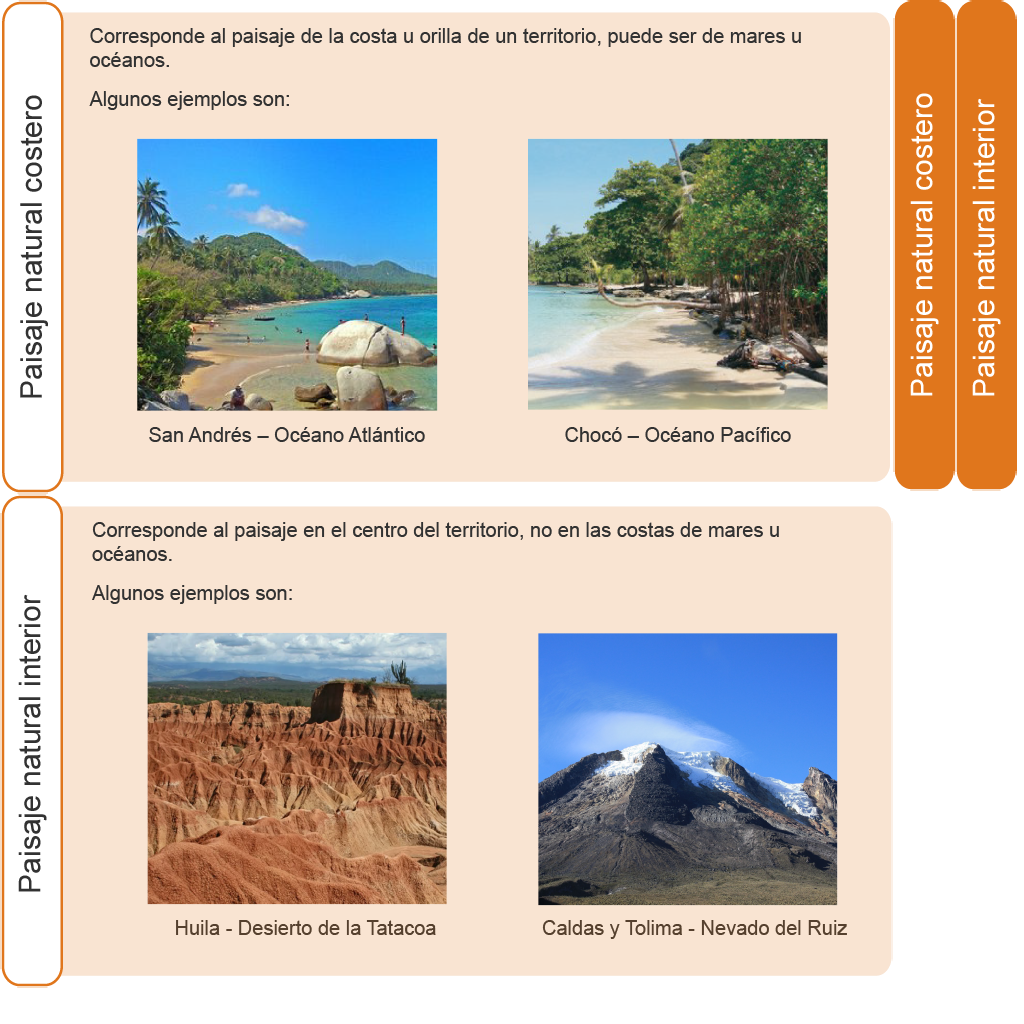 Paisaje natural costero
Corresponde al paisaje de la costa u orilla de un territorio, puede ser de mares u
océanos.
Algunos ejemplos son:
San Andrés – Océano Atlántico
Chocó – Océano Pacífico
Paisaje natural costero
Paisaje natural interior
Paisaje natural interior
Corresponde al paisaje en el centro del territorio, no en las costas de mares u
océanos.
Algunos ejemplos son:
Huila - Desierto de la Tatacoa
Caldas y Tolima - Nevado del Ruiz